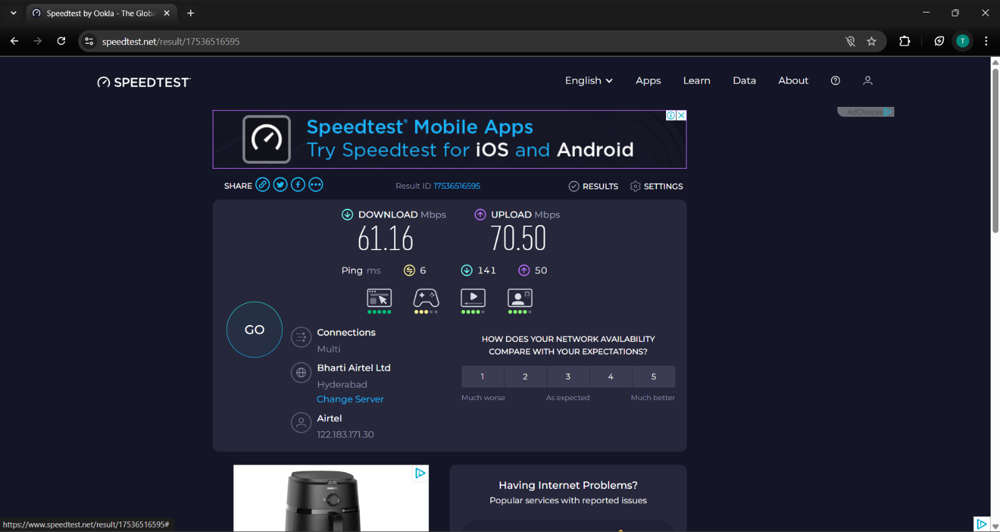 Speedtest by Ookla - The Globa
speedtest.net/result/17536516595
T
SPEEDTEST
English Apps Learn Data About
AdChoices
Speedtest® Mobile Apps
Try Speedtest for iOS and Android
SHARE
Result ID 17536516595
RESULTS SETTINGS
DOWNLOAD Mbps
61.16
UPLOAD Mbps
70.50
Ping ms 6 141 50
GO
Connections
Multi
Bharti Airtel Ltd
Hyderabad
Change Server
Airtel
122.183.171.30
HOW DOES YOUR NETWORK AVAILABILITY
COMPARE WITH YOUR EXPECTATIONS?
1 2 3 4 5
Much worse As expected Much better
PHILIPS
Having Internet Problems?
Popular services with reported issues
https://www.speedtest.net/result/17536516595#